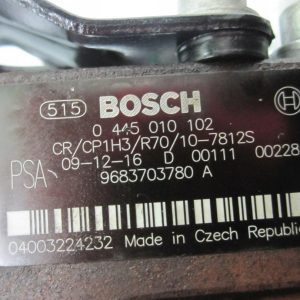 515 BOSCH
0 445 010 102
CR/CP1H3/R70/10-7812S
PSA 09-12-16 D 00111 00228
9683703780 A
04003224232 Made in Czech Republic